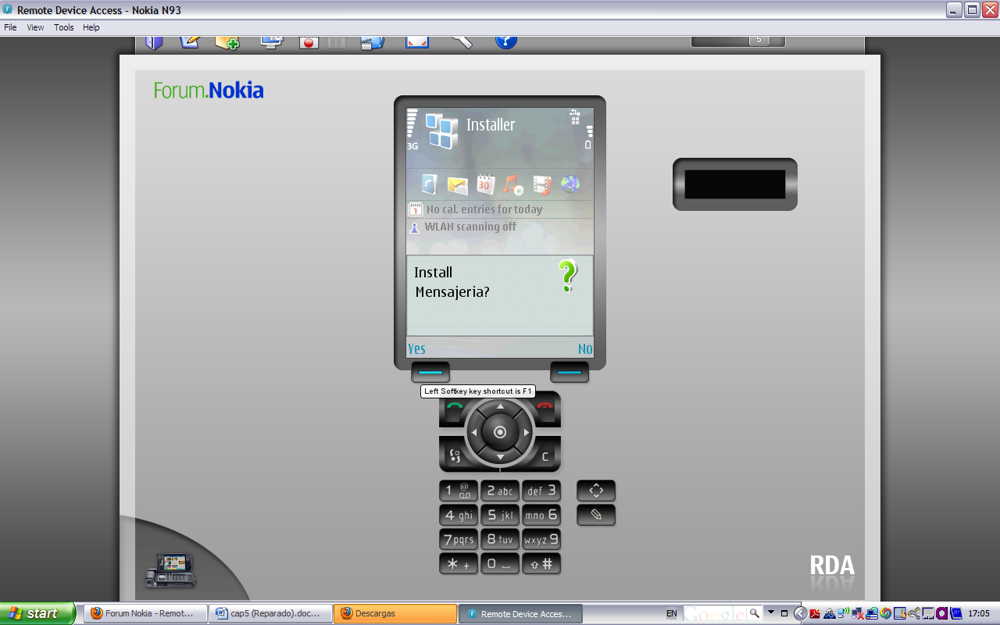 Remote Device Access - Nokia N93
File View Tools Help
5
Forum.Nokia
Installer
3G
30
1 No cal. entries for today
WLAN scanning off
Install
Mensajeria?
Yes No
Left Softkey key shortcut is F1
C
1 @ 2 abc def 3
4 ghi 5 jkl mno 6
7 pqrs 8 tuv wxyz 9
* + 0 #
RDA
start Forum Nokia - Remot... cap5 (Reparado).doc... Descargas Remote Device Acces... EN Google 17:05